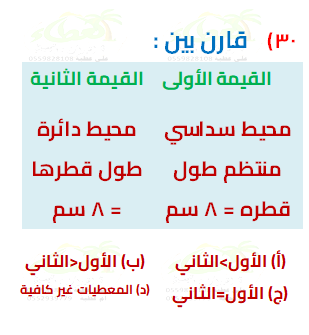 ٣٠) قارن بين :
القيمة الأولى القيمة الثانية
محيط سداسي محيط دائرة
منتظم طول طول قطرها
قطره = ٨ سم = ٨ سم
(أ) الأول>الثاني (ب) الأول<الثاني
(ج) الأول=الثاني (د) المعطيات غير كافية